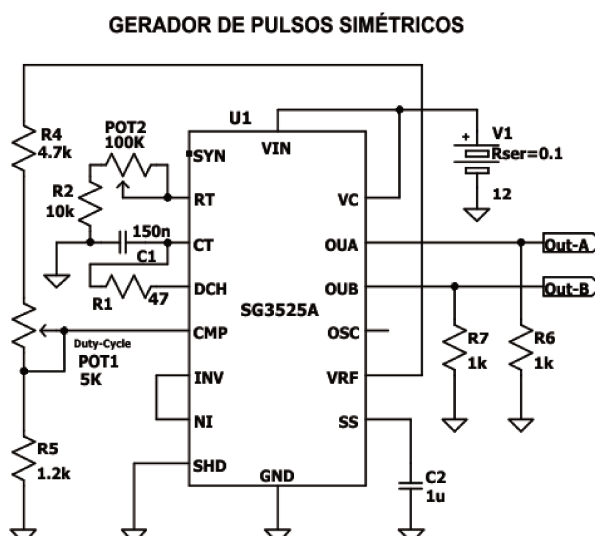 GERADOR DE PULSOS SIMÉTRICOS
R4
4.7k
POT2
100K
R2
10k
150n
C1
R1
47
Duty-Cycle
POT1
5K
R5
1.2k
U1
VIN
SYN
RT
CT
DCH
CMP
INV
NI
SHD
GND
SG3525A
VC
OUA
OUB
OSC
VRF
SS
V1
+
Rser=0.1
12
Out-A
Out-B
R7
1k
R6
1k
C2
1u